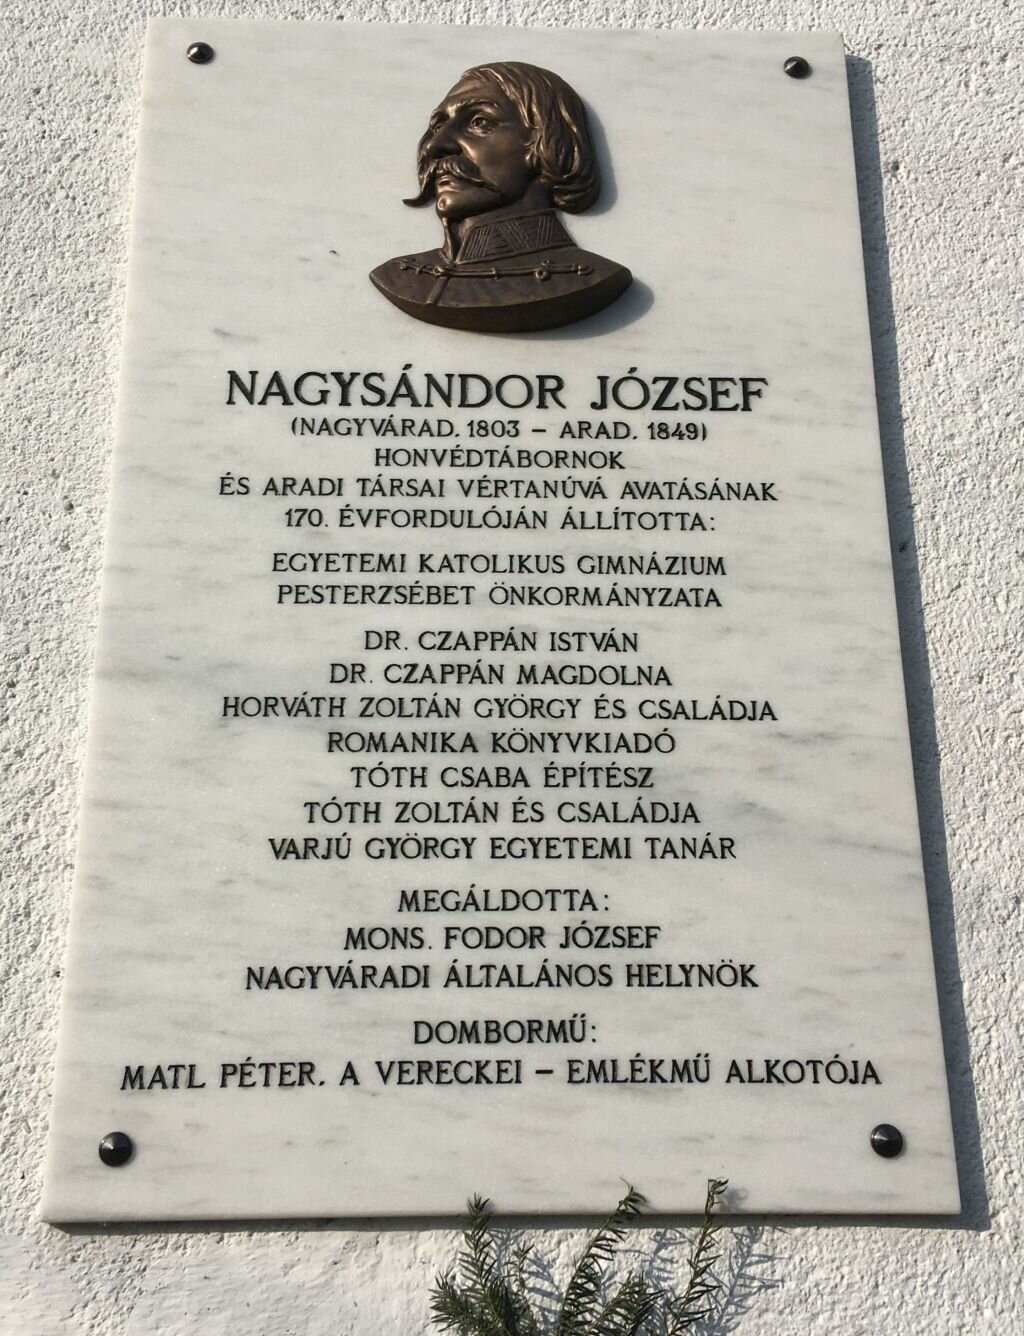 NAGYSÁNDOR JÓZSEF
(NAGYVÁRAD. 1803 – ARAD. 1849)
HONVÉDTÁBORNOK
ÉS ARADI TÁRSAI VÉRTANÚVÁ AVATÁSÁNAK
170. ÉVFORDULÓJÁN ÁLLÍTOTTA:
EGYETEMI KATOLIKUS GIMNÁZIUM
PESTERZSÉBET ÖNKORMÁNYZATA
DR. CZAPPÁN ISTVÁN
DR. CZAPPÁN MAGDOLNA
HORVÁTH ZOLTÁN GYÖRGY ÉS CSALÁDJA
ROMANIKA KÖNYVKIADÓ
TÓTH CSABA ÉPÍTÉSZ
TÓTH ZOLTÁN ÉS CSALÁDJA
VARJÚ GYÖRGY EGYETEMI TANÁR
MEGÁLDOTTA:
MONS. FODOR JÓZSEF
NAGYVÁRADI ÁLTALÁNOS HELYNÖK
DOMBORMŰ:
MATL PÉTER. A VERECKEI – EMLÉKMŰ ALKOTÓJA